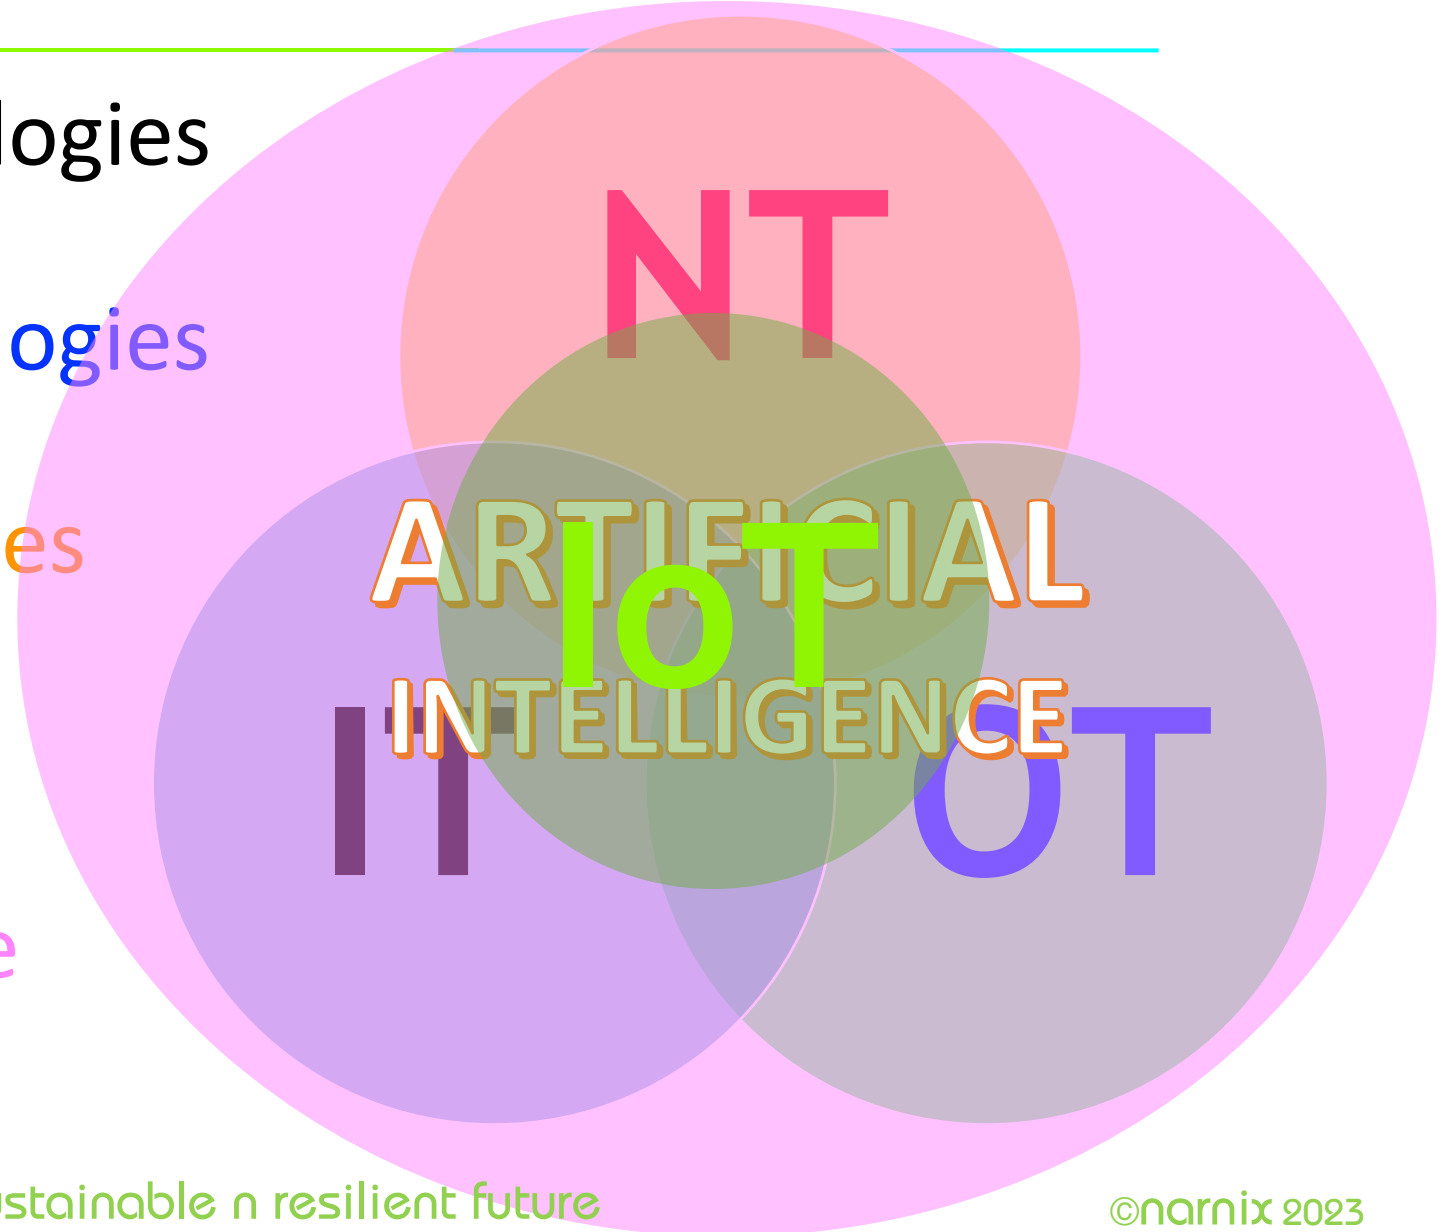 logies
NT
ogies
ARTIFICIAL
IoT
es
INTELLIGENCE
IT
OT
e
stainable n resilient future
©narnix 2023